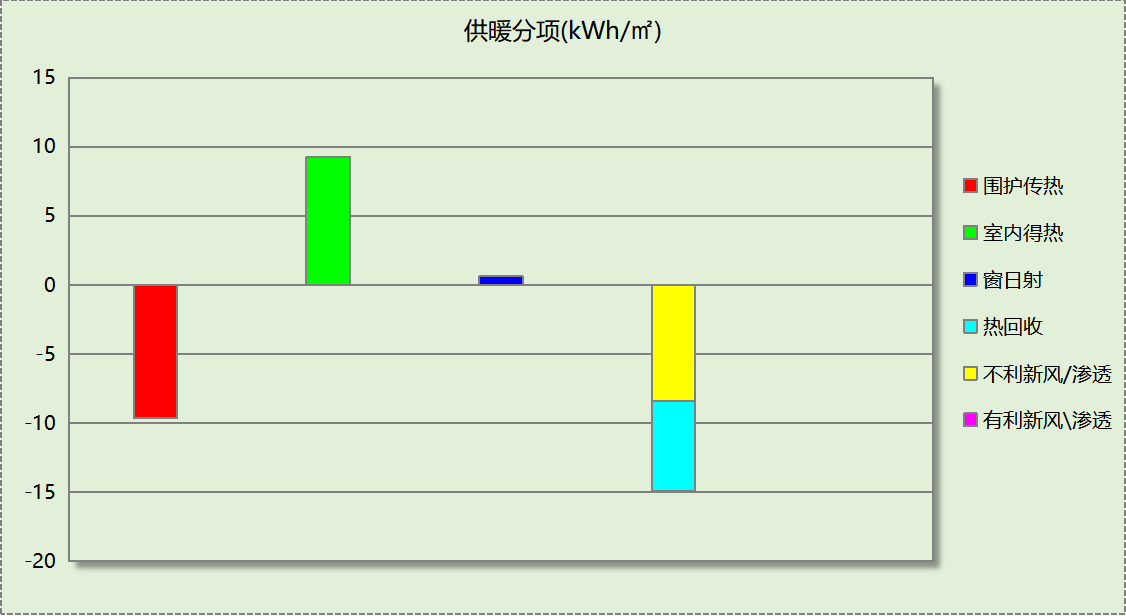 供暖分项(kWh/㎡)
15
10
5
0
-5
-10
-15
-20
围护传热
室内得热
窗日射
热回收
不利新风/渗透
有利新风\渗透